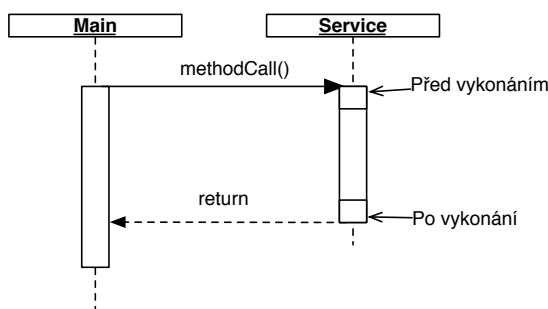 Main
Service
methodCall()
Před vykonáním
return
Po vykonání